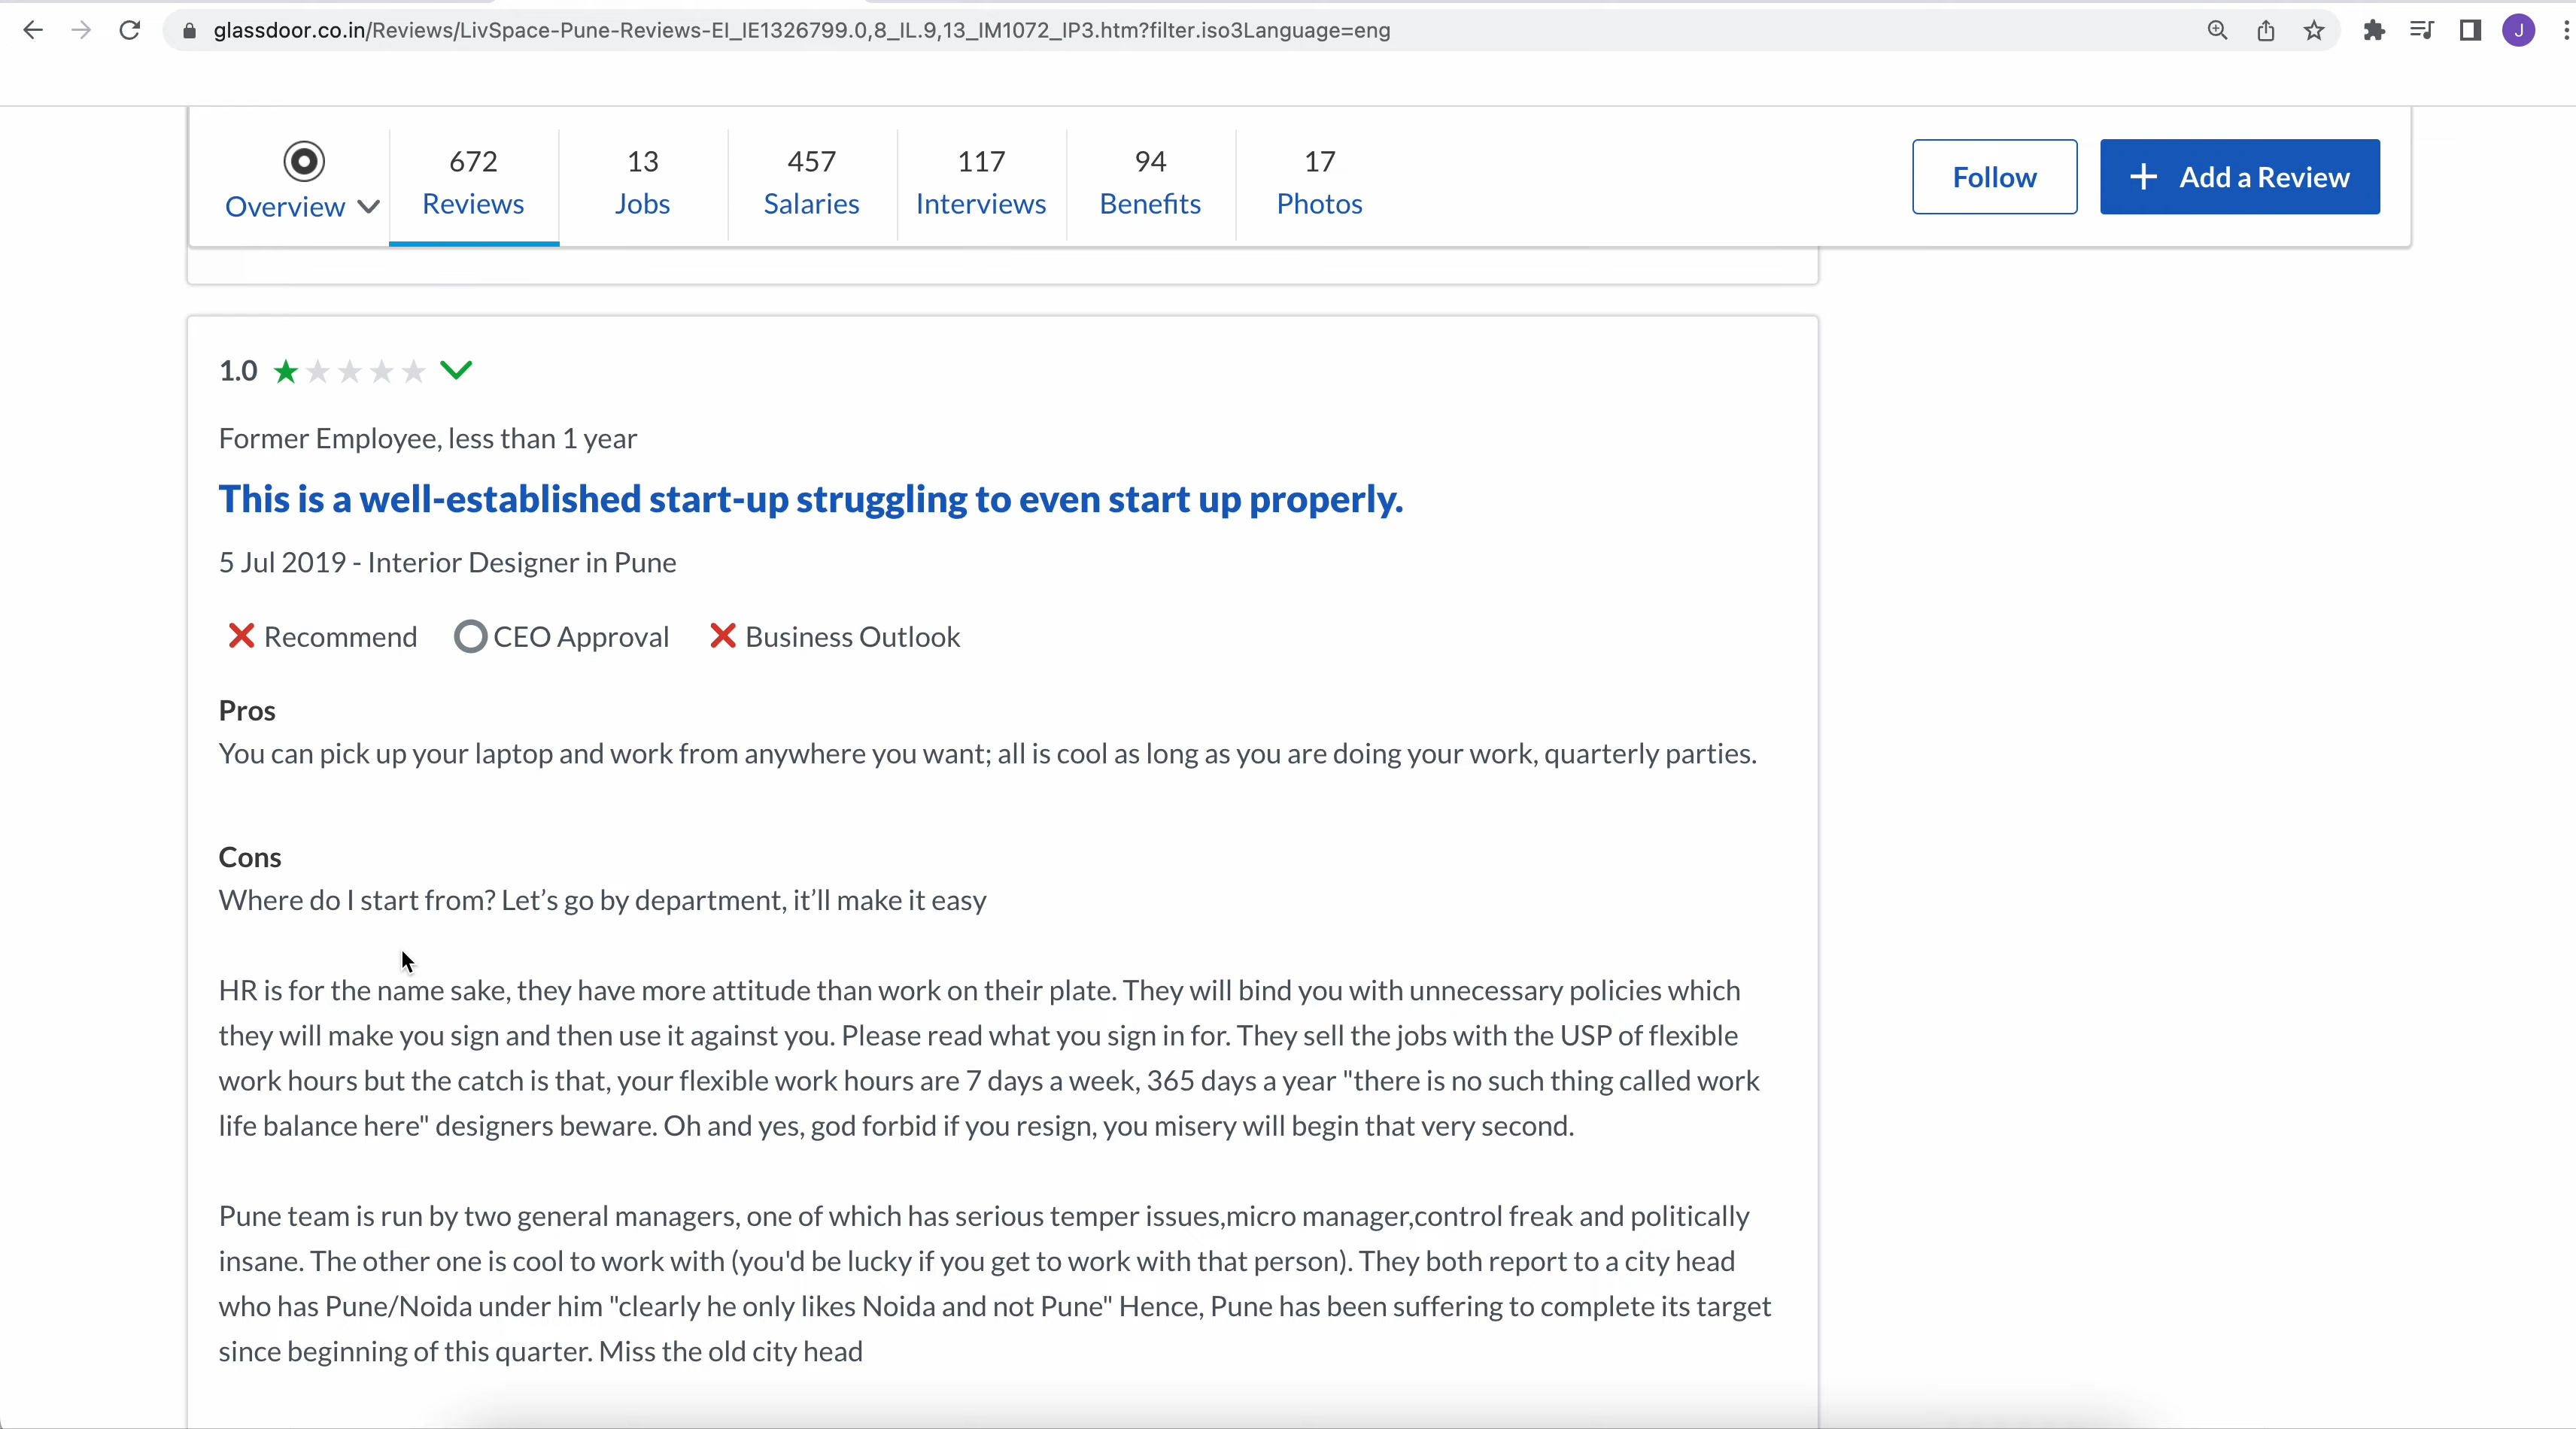 glassdoor.co.in/Reviews/LivSpace-Pune-Reviews-EI_IE1326799.0,8_IL.9,13_IM1072_IP3.htm?filter.iso3Language=eng
J
Overview
672
Reviews
13
Jobs
457
Salaries
117
Interviews
94
Benefits
17
Photos
Follow
+ Add a Review
1.0
Former Employee, less than 1 year
This is a well-established start-up struggling to even start up properly.
5 Jul 2019 - Interior Designer in Pune
Recommend CEO Approval Business Outlook
Pros
You can pick up your laptop and work from anywhere you want; all is cool as long as you are doing your work, quarterly parties.
Cons
Where do I start from? Let’s go by department, it’ll make it easy
HR is for the name sake, they have more attitude than work on their plate. They will bind you with unnecessary policies which
they will make you sign and then use it against you. Please read what you sign in for. They sell the jobs with the USP of flexible
work hours but the catch is that, your flexible work hours are 7 days a week, 365 days a year "there is no such thing called work
life balance here" designers beware. Oh and yes, god forbid if you resign, you misery will begin that very second.
Pune team is run by two general managers, one of which has serious temper issues,micro manager,control freak and politically
insane. The other one is cool to work with (you'd be lucky if you get to work with that person). They both report to a city head
who has Pune/Noida under him "clearly he only likes Noida and not Pune" Hence, Pune has been suffering to complete its target
since beginning of this quarter. Miss the old city head